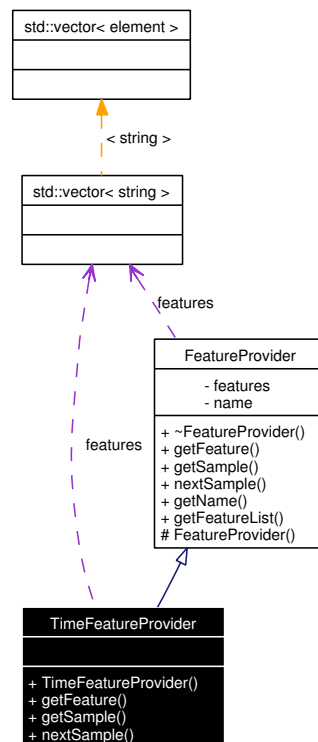 std::vector< element >
< string >
std::vector< string >
features
FeatureProvider
- features
- name
+ ~FeatureProvider()
+ getFeature()
+ getSample()
+ nextSample()
+ getName()
+ getFeatureList()
# FeatureProvider()
features
TimeFeatureProvider
+ TimeFeatureProvider()
+ getFeature()
+ getSample()
+ nextSample()